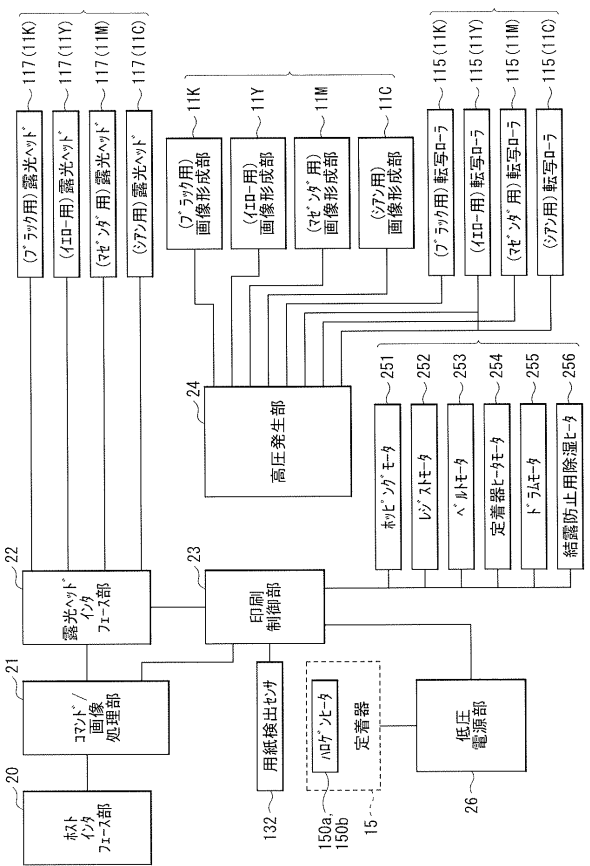 20
ホスト
インタ
フェース部
21
コマンド/
画像
処理部
22
露光ヘッド
インタ
フェース部
(ブラック用)露光ヘッド
117(11K)
(イエロー用)露光ヘッド
117(11Y)
(マゼンダ用)露光ヘッド
117(11M)
(シアン用)露光ヘッド
117(11C)
23
印刷
制御部
用紙検出センサ
132
24
高圧発生部
(ブラック用)
画像形成部
11K
(イエロー用)
画像形成部
11Y
(マゼンダ用)
画像形成部
11M
(シアン用)
画像形成部
11C
(ブラック用)転写ローラ
115(11K)
(イエロー用)転写ローラ
115(11Y)
(マゼンダ用)転写ローラ
115(11M)
(シアン用)転写ローラ
115(11C)
ハロゲンヒータ
定着器
150a,
150b
15
低圧
電源部
26
ホッピングモータ
251
レジストモータ
252
ベルトモータ
253
定着器ヒータモータ
254
ドラムモータ
255
結露防止用除湿ヒータ
256